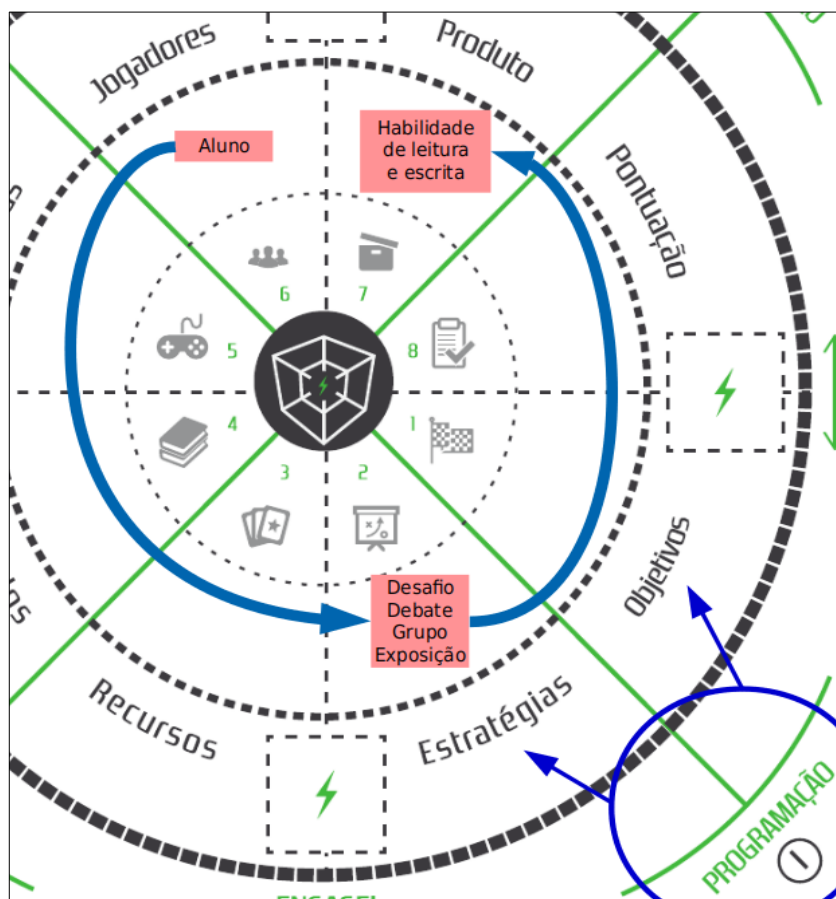 Jogadores
Produto
Aluno
Habilidade
de leitura
e escrita
Pontuação
6
7
5
8
4
1
3
2
Desafio
Debate
Grupo
Exposição
Objetivos
Recursos
Estratégias
PROGRAMAÇÃO